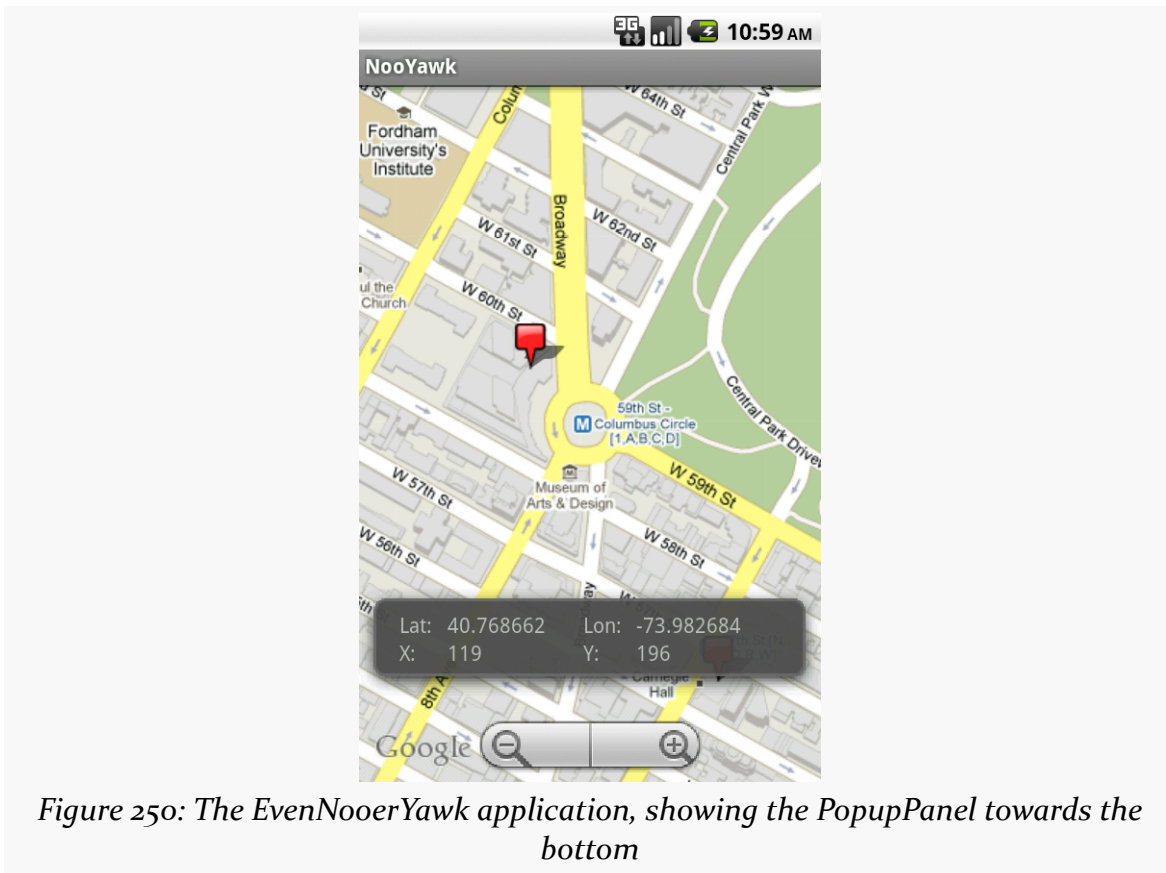 10:59 AM
NooYawk
W 64th St
Colum
Central Park W
Fordham
University's
Institute
Broadway
W 62nd St
W 61st St
ul the
Church
W 60th St
59th St -
Columbus Circle
[1,A,B,C,D]
M
Central Park Drivew
W 59th St
Museum of
Arts & Design
W 57th St
W 58th St
W 56th St
Lat: 40.768662 Lon: -73.982684
X: 119 Y: 196
Carnegie
Hall
8th A
Google
Figure 250: The EvenNooerYawk application, showing the PopupPanel towards the
bottom